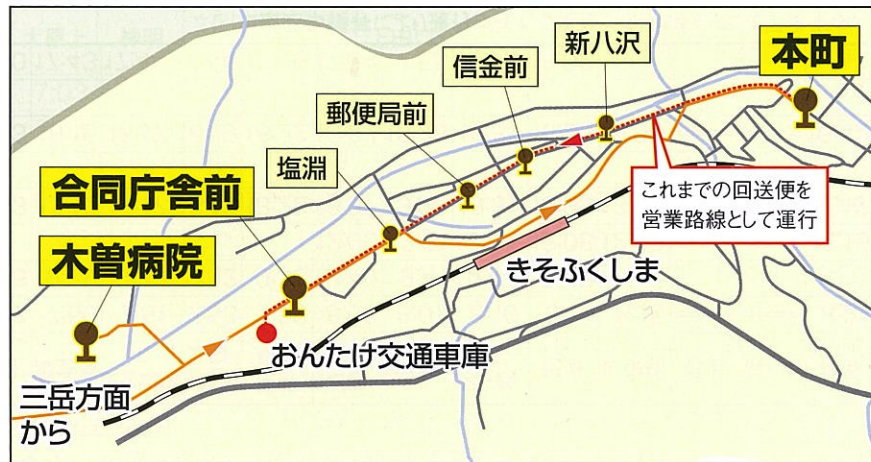 新八沢
本町
信金前
郵便局前
塩淵
これまでの回送便を
営業路線として運行
合同庁舎前
木曽病院
きそふくしま
おんたけ交通車庫
三岳方面
から